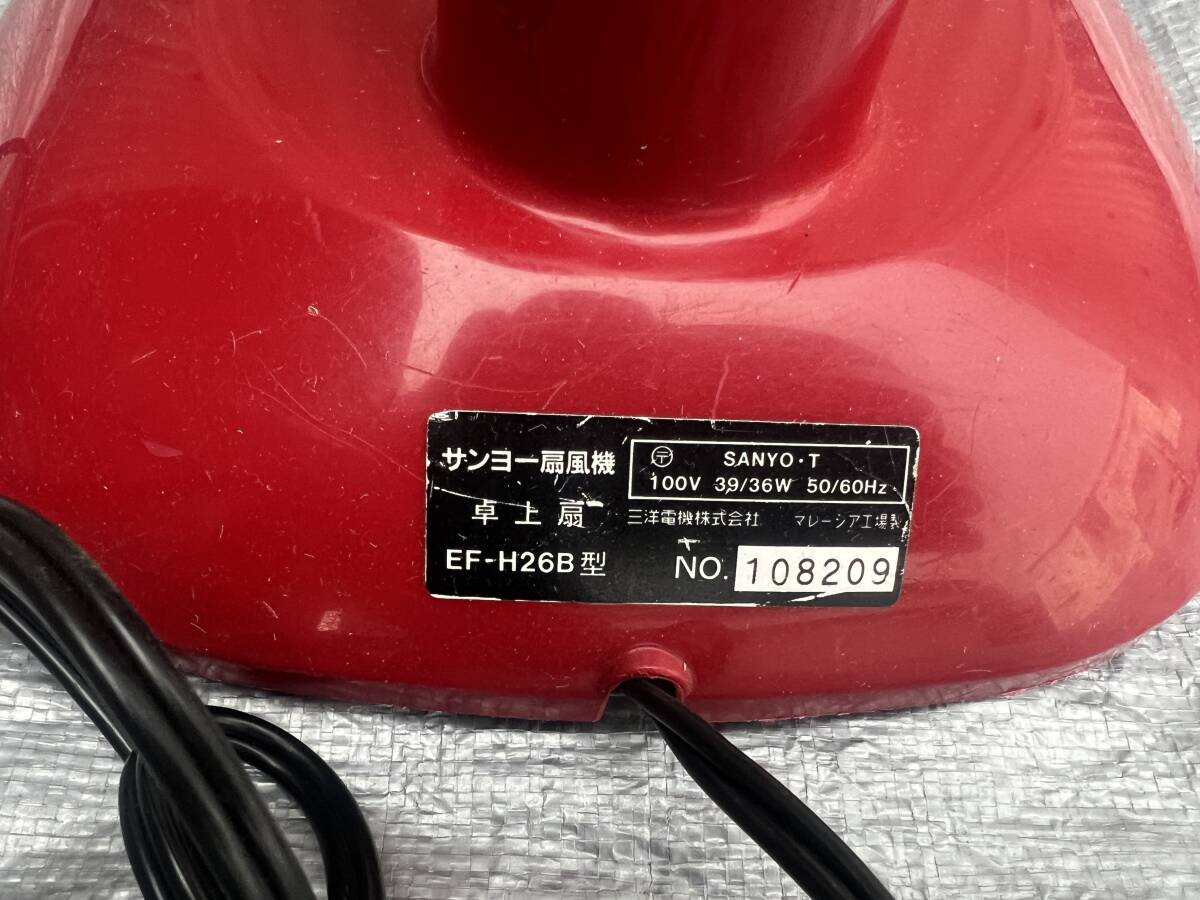 サンヨー扇風機
卓上扇
EF-H26B型
〒 SANYO・T
100V 39/36W 50/60Hz
三洋電機株式会社 マレーシア工場製
NO. 108209